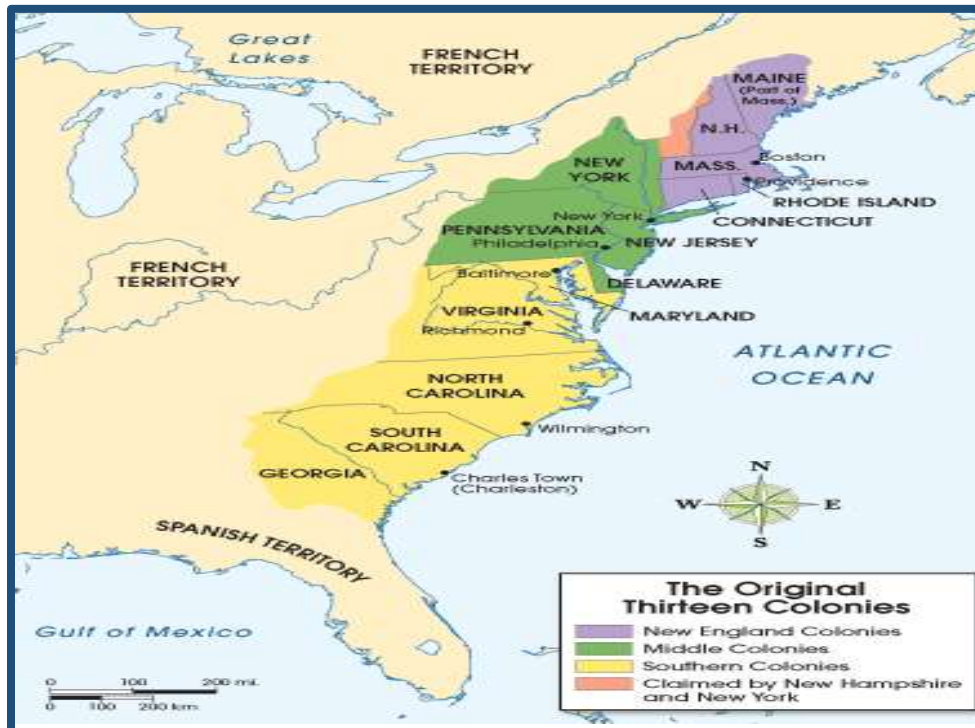 Great
Lakes
FRENCH
TERRITORY
MAINE
(Part of
Mass.)
N.H.
NEW
YORK
MASS.
Boston
Providence
RHODE ISLAND
CONNECTICUT
New York
PENNSYLVANIA
Philadelphia
NEW JERSEY
FRENCH
TERRITORY
Baltimore
DELAWARE
MARYLAND
VIRGINIA
Richmond
ATLANTIC
OCEAN
NORTH
CAROLINA
Wilmington
SOUTH
CAROLINA
GEORGIA
Charles Town
(Charleston)
N
W
E
S
SPANISH TERRITORY
Gulf of Mexico
The Original
Thirteen Colonies
New England Colonies
Middle Colonies
Southern Colonies
Claimed by New Hampshire
and New York
0 100 200 mi.
0 100 200 km